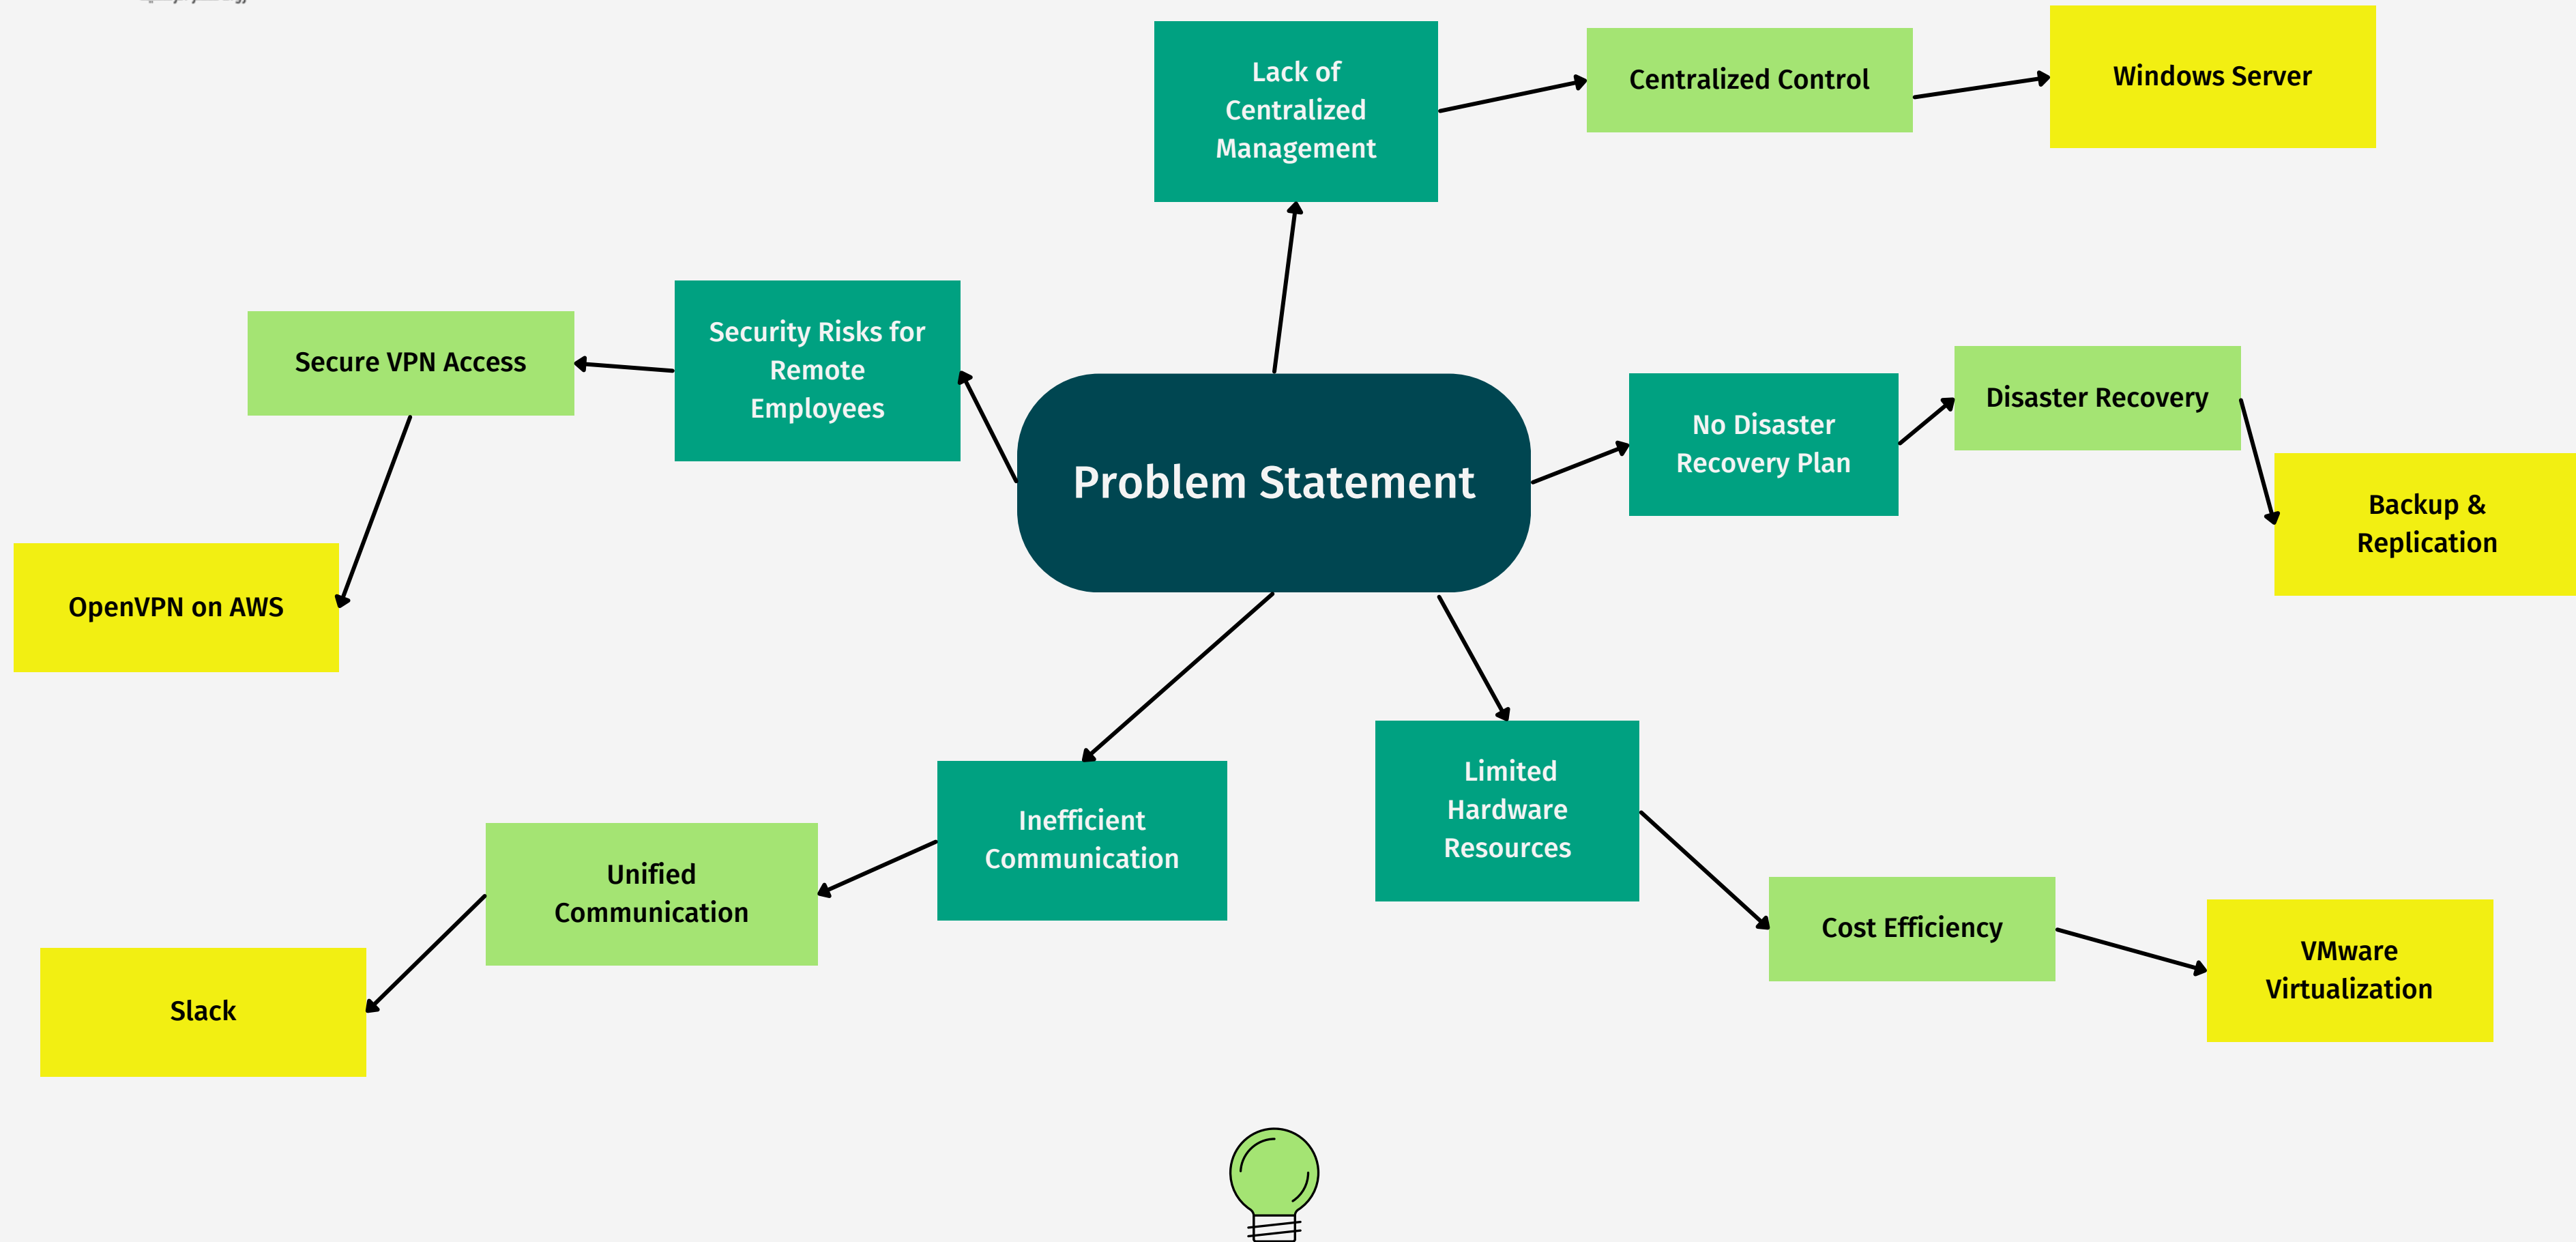 Lack of
Centralized
Management
Centralized Control
Windows Server
Security Risks for
Remote
Employees
Secure VPN Access
OpenVPN on AWS
Problem Statement
No Disaster
Recovery Plan
Disaster Recovery
Backup &
Replication
Inefficient
Communication
Unified
Communication
Slack
Limited
Hardware
Resources
Cost Efficiency
VMware
Virtualization